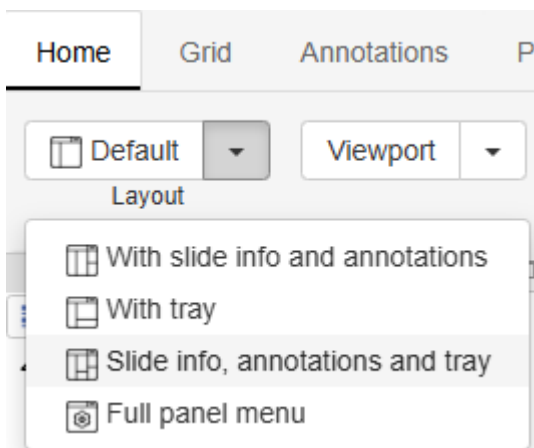 Home Grid Annotations P
Default Viewport
Layout
With slide info and annotations
With tray
Slide info, annotations and tray
Full panel menu